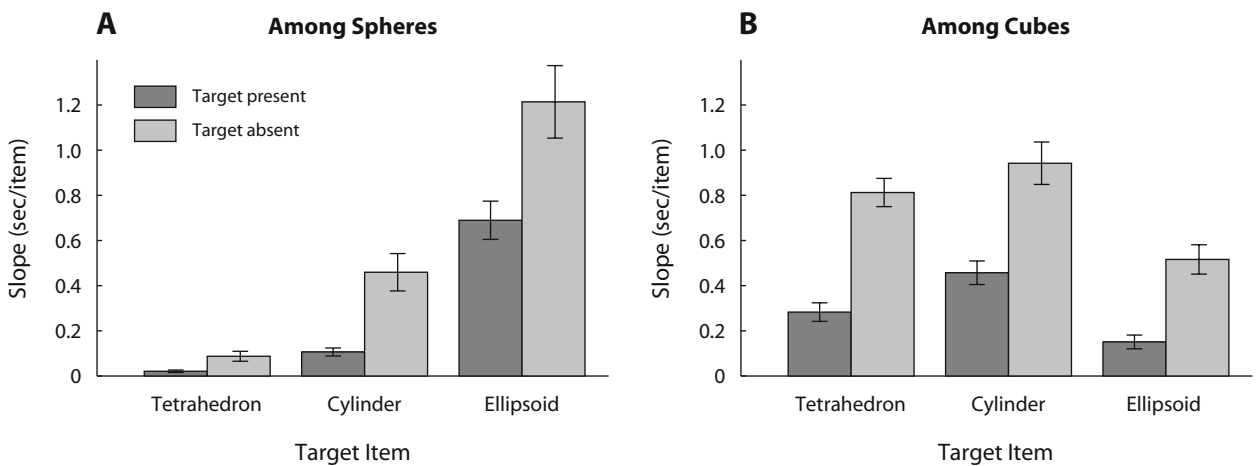 A
Among Spheres
Target present
Target absent
1.2
1.0
0.8
0.6
0.4
0.2
0
Slope (sec/item)
Tetrahedron
Cylinder
Ellipsoid
Target Item
B
Among Cubes
1.2
1.0
0.8
0.6
0.4
0.2
0
Slope (sec/item)
Tetrahedron
Cylinder
Ellipsoid
Target Item